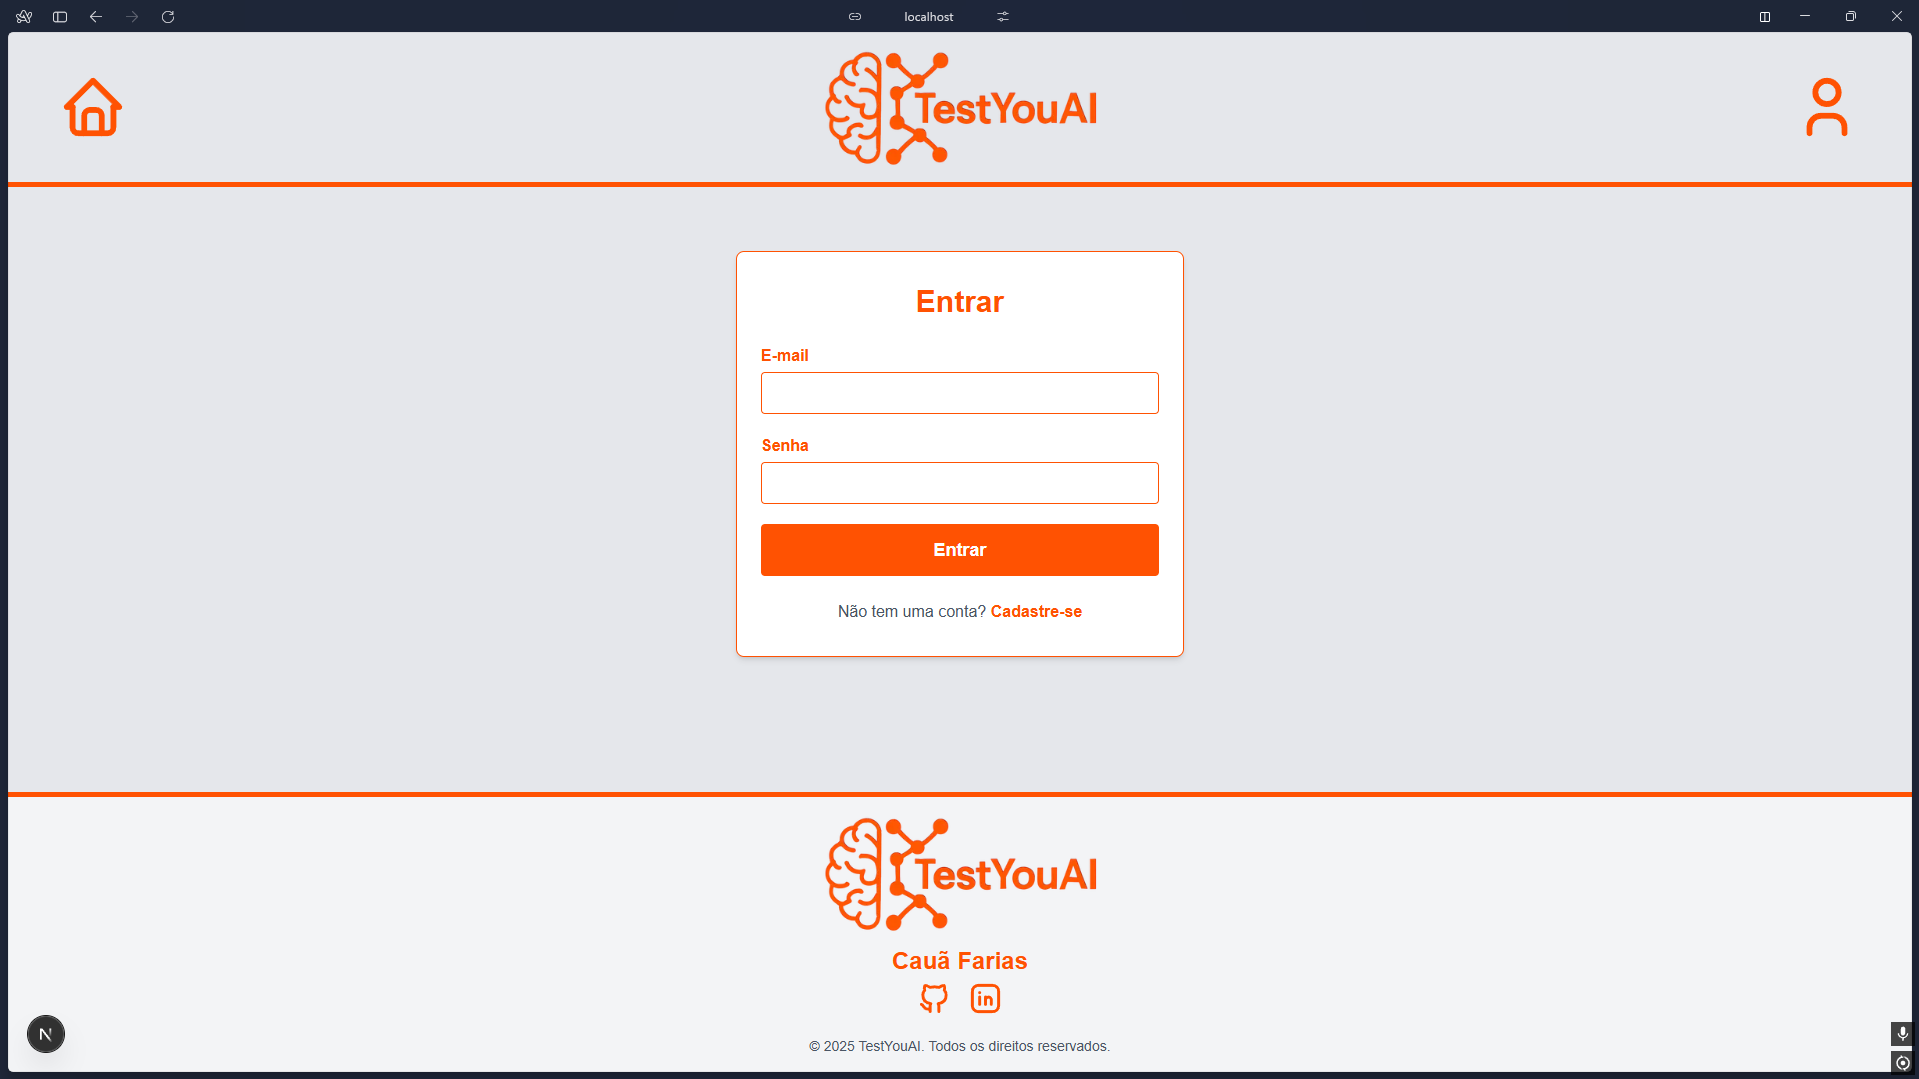 localhost
TestYouAI
Entrar
E-mail
Senha
Entrar
Não tem uma conta? Cadastre-se
TestYouAI
Cauã Farias
in
N
© 2025 TestYouAI. Todos os direitos reservados.